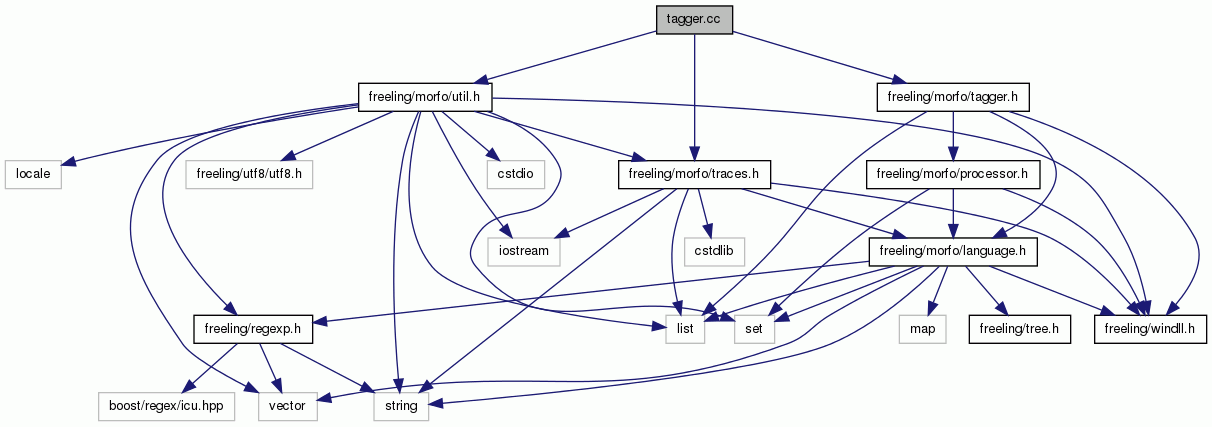 tagger.cc
freeling/morfo/util.h
freeling/morfo/tagger.h
locale
freeling/utf8/utf8.h
cstdio
freeling/morfo/traces.h
freeling/morfo/processor.h
iostream
cstdlib
freeling/morfo/language.h
freeling/regexp.h
list
set
map
freeling/tree.h
freeling/windll.h
boost/regex/icu.hpp
vector
string